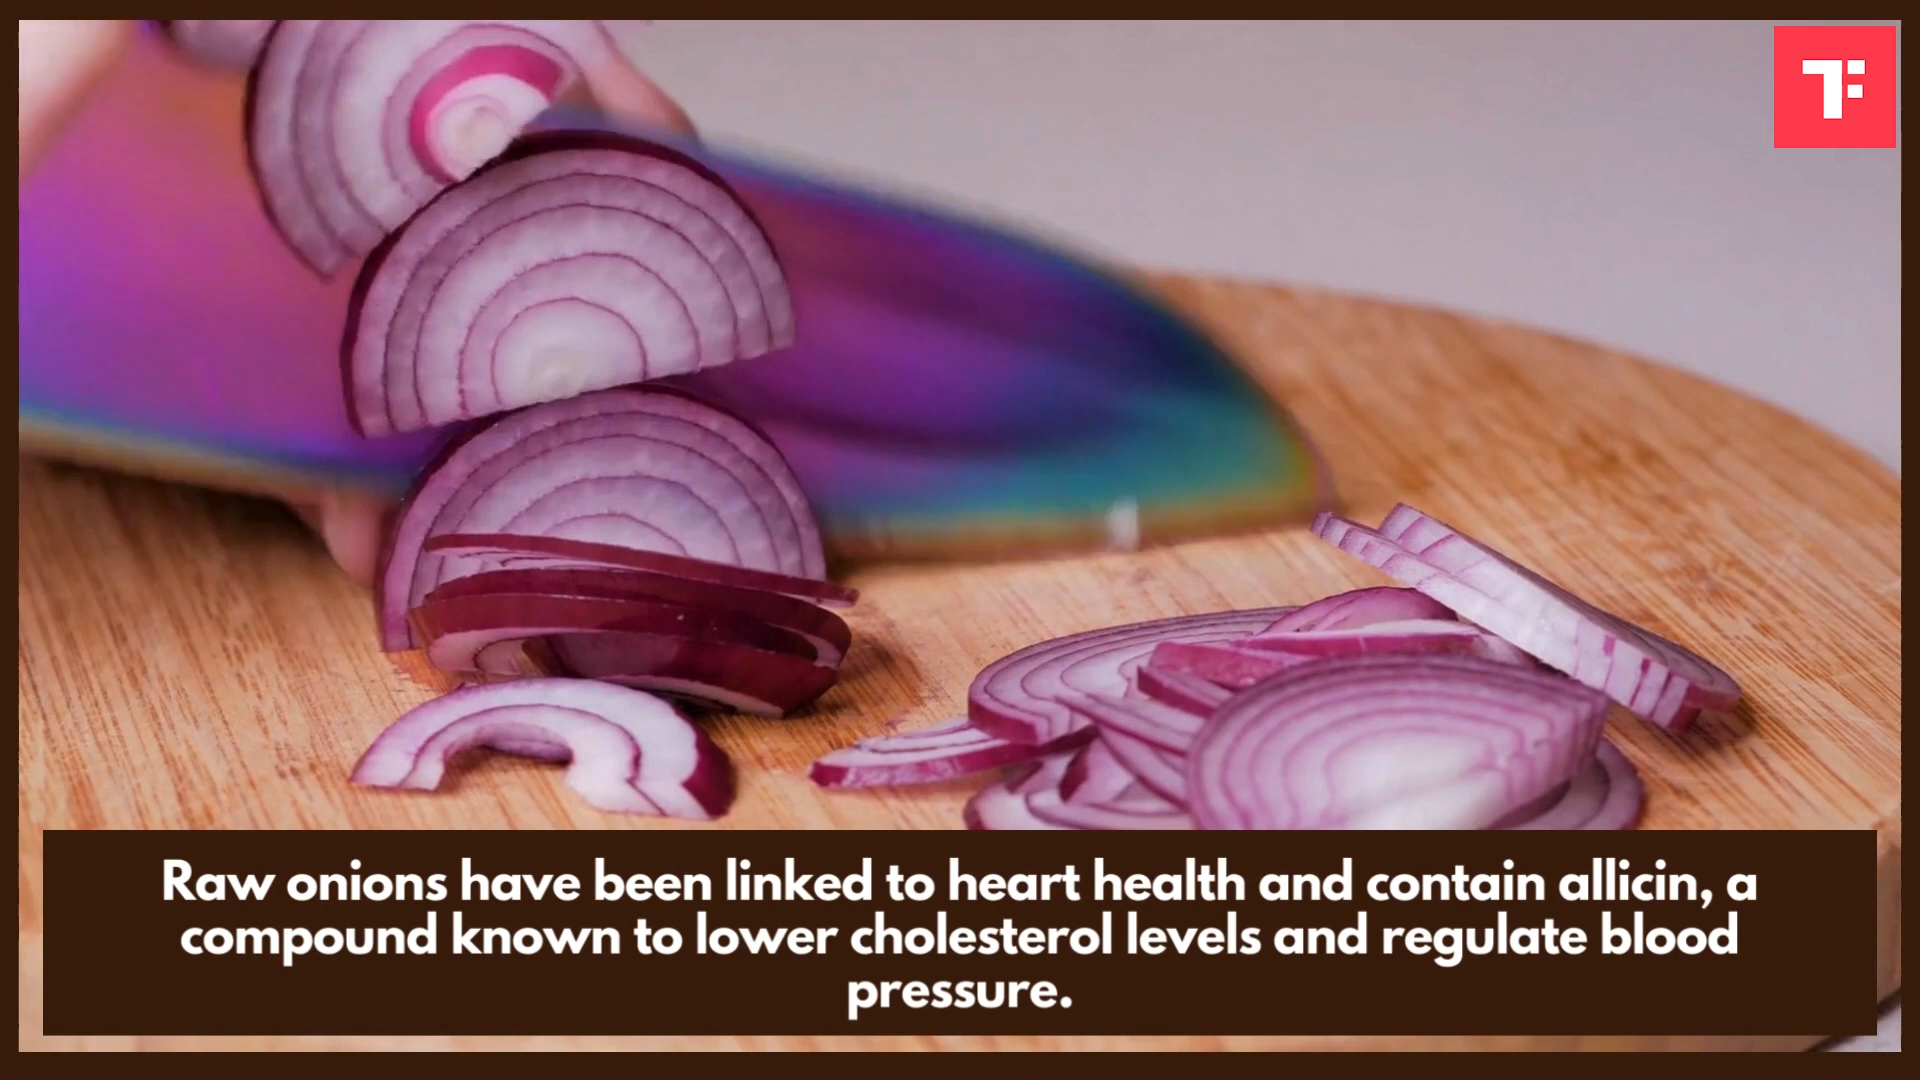 TF
Raw onions have been linked to heart health and contain allicin, a
compound known to lower cholesterol levels and regulate blood
pressure.